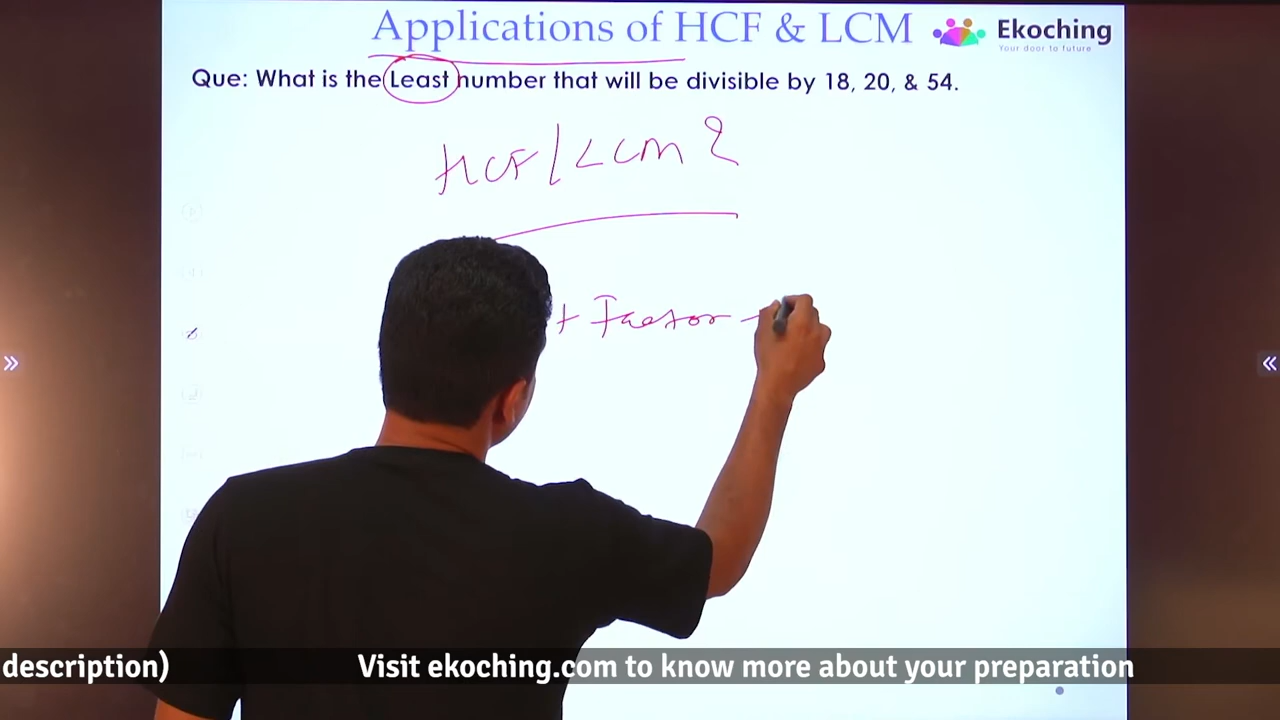 Applications of HCF & LCM
Ekoching
Your door to future
Que: What is the Least number that will be divisible by 18, 20, & 54.
HCF/LCM?
Factor
»
«
description) Visit ekoching.com to know more about your preparation